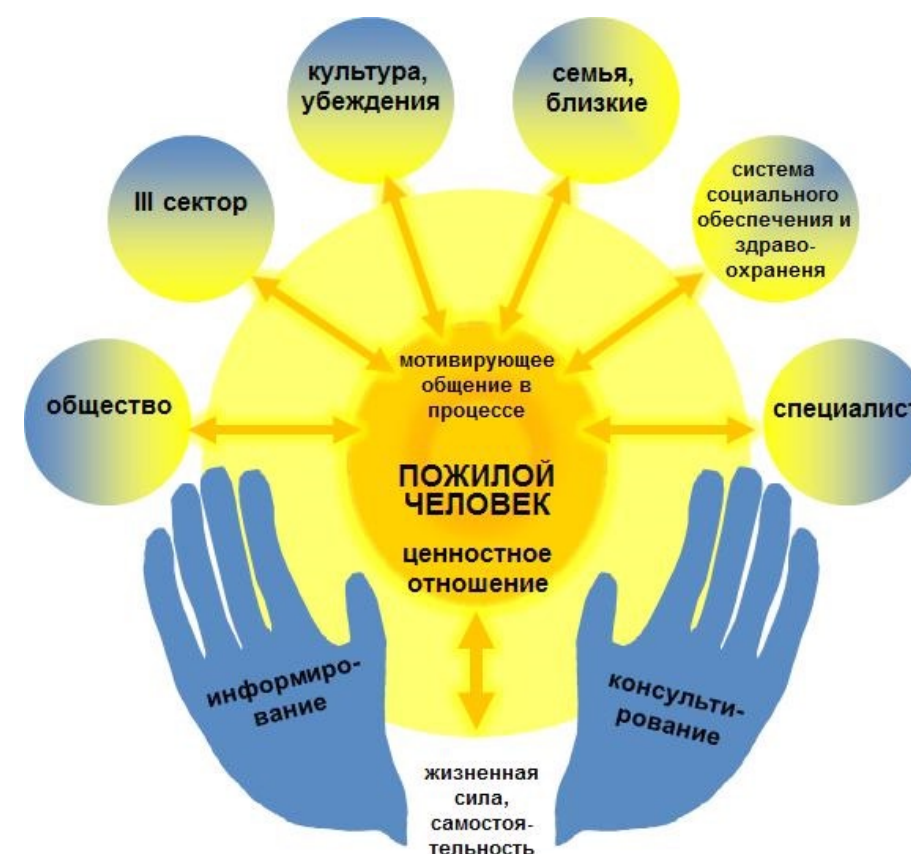 культура,
убеждения
семья,
близкие
III сектор
система
социального
обеспечения и
здраво-
охраненя
общество
мотивирующее
общение в
процессе
специалист
ПОЖИЛОЙ
ЧЕЛОВЕК
ценностное
отношение
информиро-
вание
консульти-
рование
жизненная
сила,
самостоя-
тельность